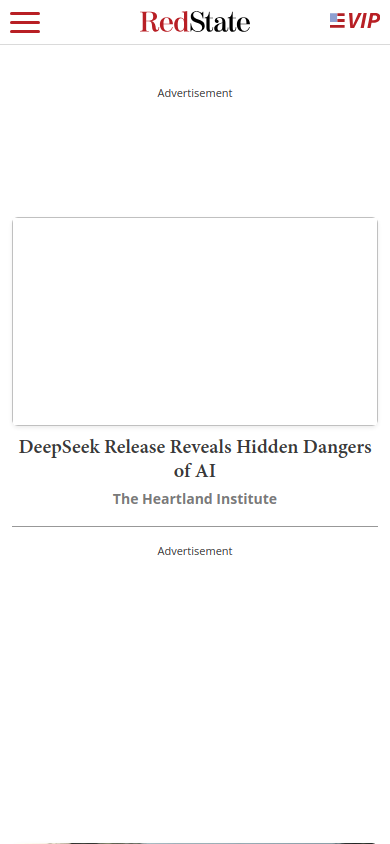 RedState
VIP
Advertisement
DeepSeek Release Reveals Hidden Dangers
of AI
The Heartland Institute
Advertisement